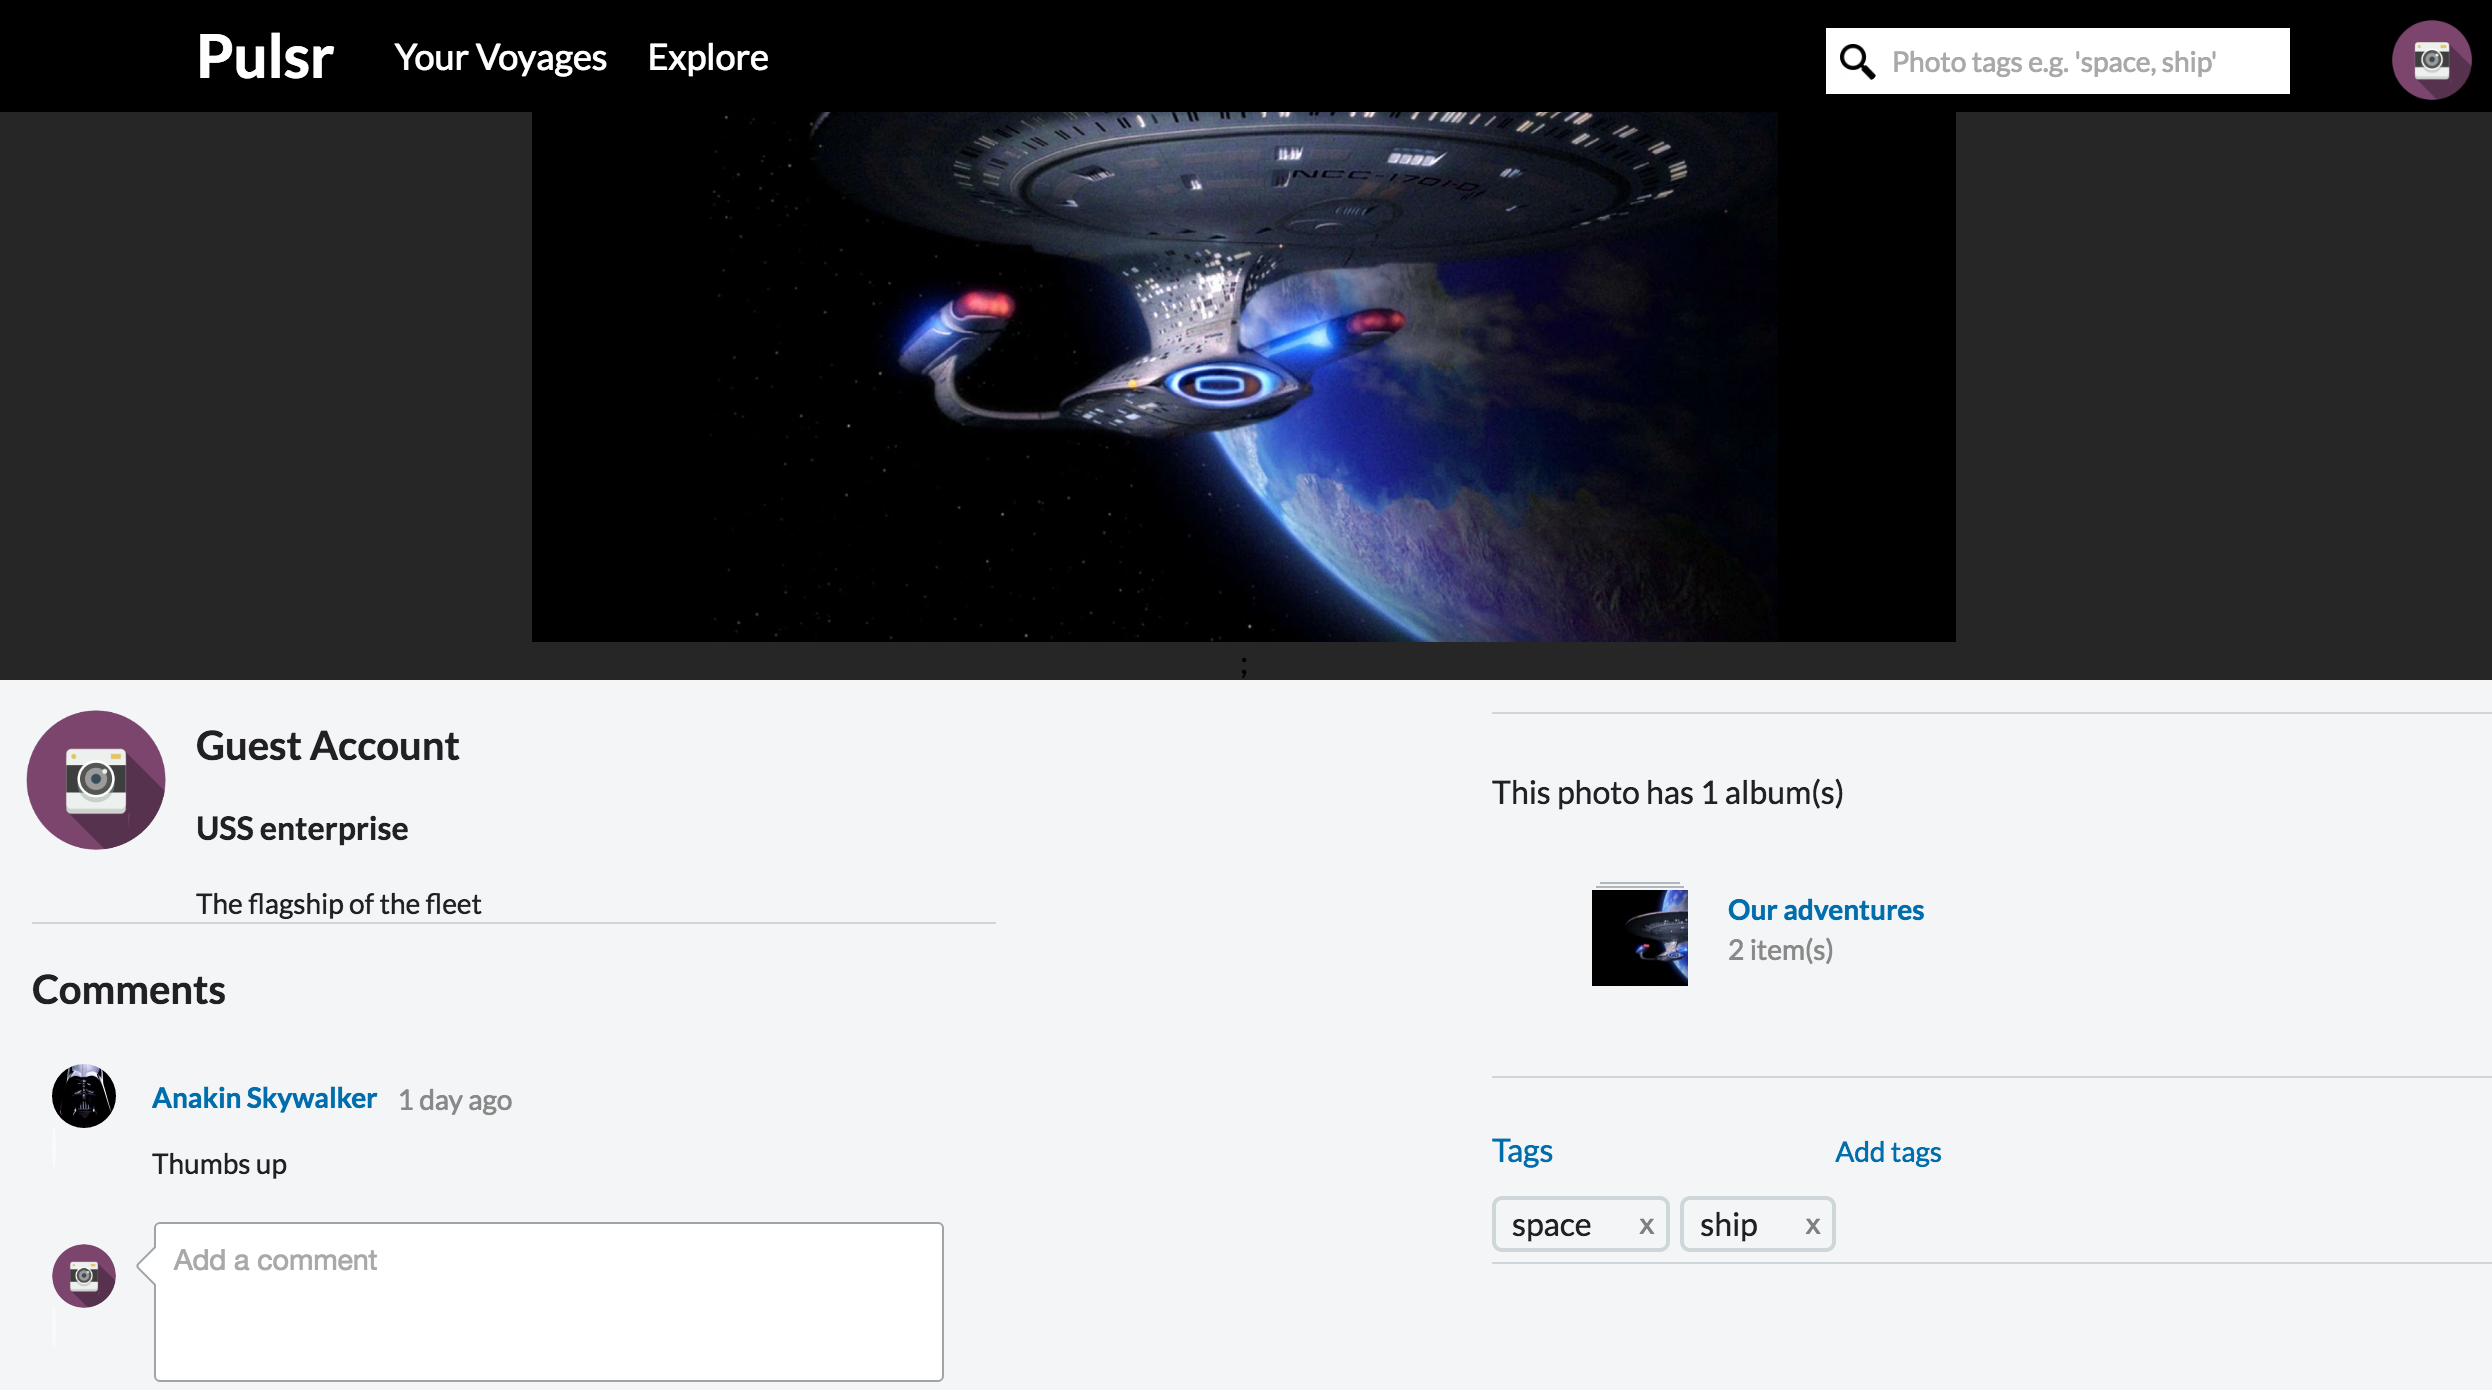 Pulsr Your Voyages Explore Photo tags e.g. 'space, ship'
NCC-1701-D
;
Guest Account
USS enterprise
The flagship of the fleet
Comments
Anakin Skywalker 1 day ago
Thumbs up
Add a comment
This photo has 1 album(s)
Our adventures
2 item(s)
Tags Add tags
space x ship x